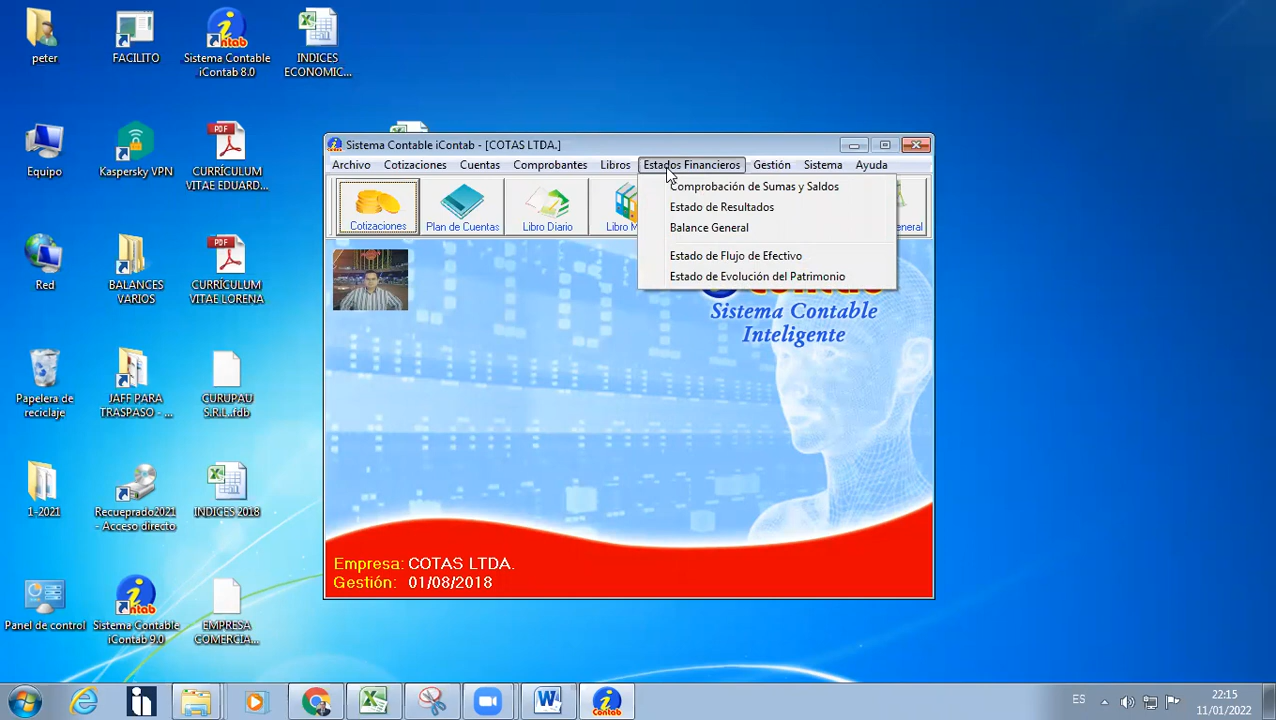 peter
FACILITO
Sistema Contable
iContab 8.0
INDICES
ECONOMIC...
Equipo
Kaspersky VPN
CURRÍCULUM
VITAE EDUARD...
Red
BALANCES
VARIOS
CURRÍCULUM
VITAE LORENA
Papelera de
reciclaje
JAFF PARA
TRASPASO - ...
CURUPAU
S.R.L..fdb
1-2021
Recueprado2021
- Acceso directo
INDICES 2018
Panel de control
Sistema Contable
iContab 9.0
EMPRESA
COMERCIA...
Sistema Contable iContab - [COTAS LTDA.]
Archivo Cotizaciones Cuentas Comprobantes Libros Estados Financieros Gestión Sistema Ayuda
Cotizaciones
Plan de Cuentas
Libro Diario
Libro M
eneral
Comprobación de Sumas y Saldos
Estado de Resultados
Balance General
Estado de Flujo de Efectivo
Estado de Evolución del Patrimonio
Sistema Contable
Inteligente
Empresa: COTAS LTDA.
Gestión: 01/08/2018
ES
22:15
11/01/2022